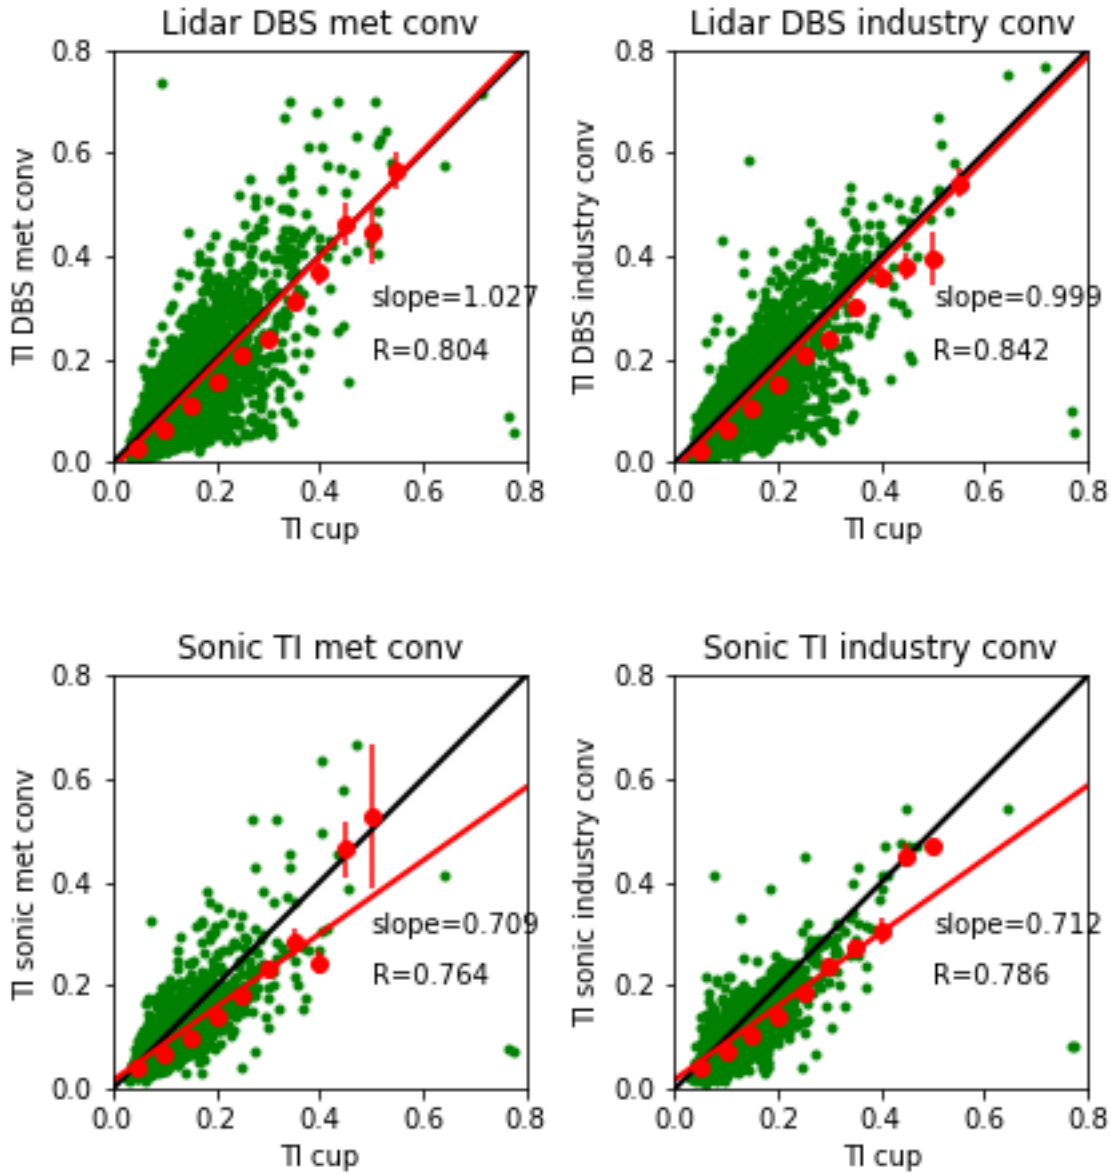 Lidar DBS met conv
0.8
0.6
0.4
0.2
0.0
TI DBS met conv
slope=1.027
R=0.804
0.0 0.2 0.4 0.6 0.8
TI cup
Lidar DBS industry conv
0.8
0.6
0.4
0.2
0.0
TI DBS industry conv
slope=0.999
R=0.842
0.0 0.2 0.4 0.6 0.8
TI cup
Sonic TI met conv
0.8
0.6
0.4
0.2
0.0
TI sonic met conv
slope=0.709
R=0.764
0.0 0.2 0.4 0.6 0.8
TI cup
Sonic TI industry conv
0.8
0.6
0.4
0.2
0.0
TI sonic industry conv
slope=0.712
R=0.786
0.0 0.2 0.4 0.6 0.8
TI cup